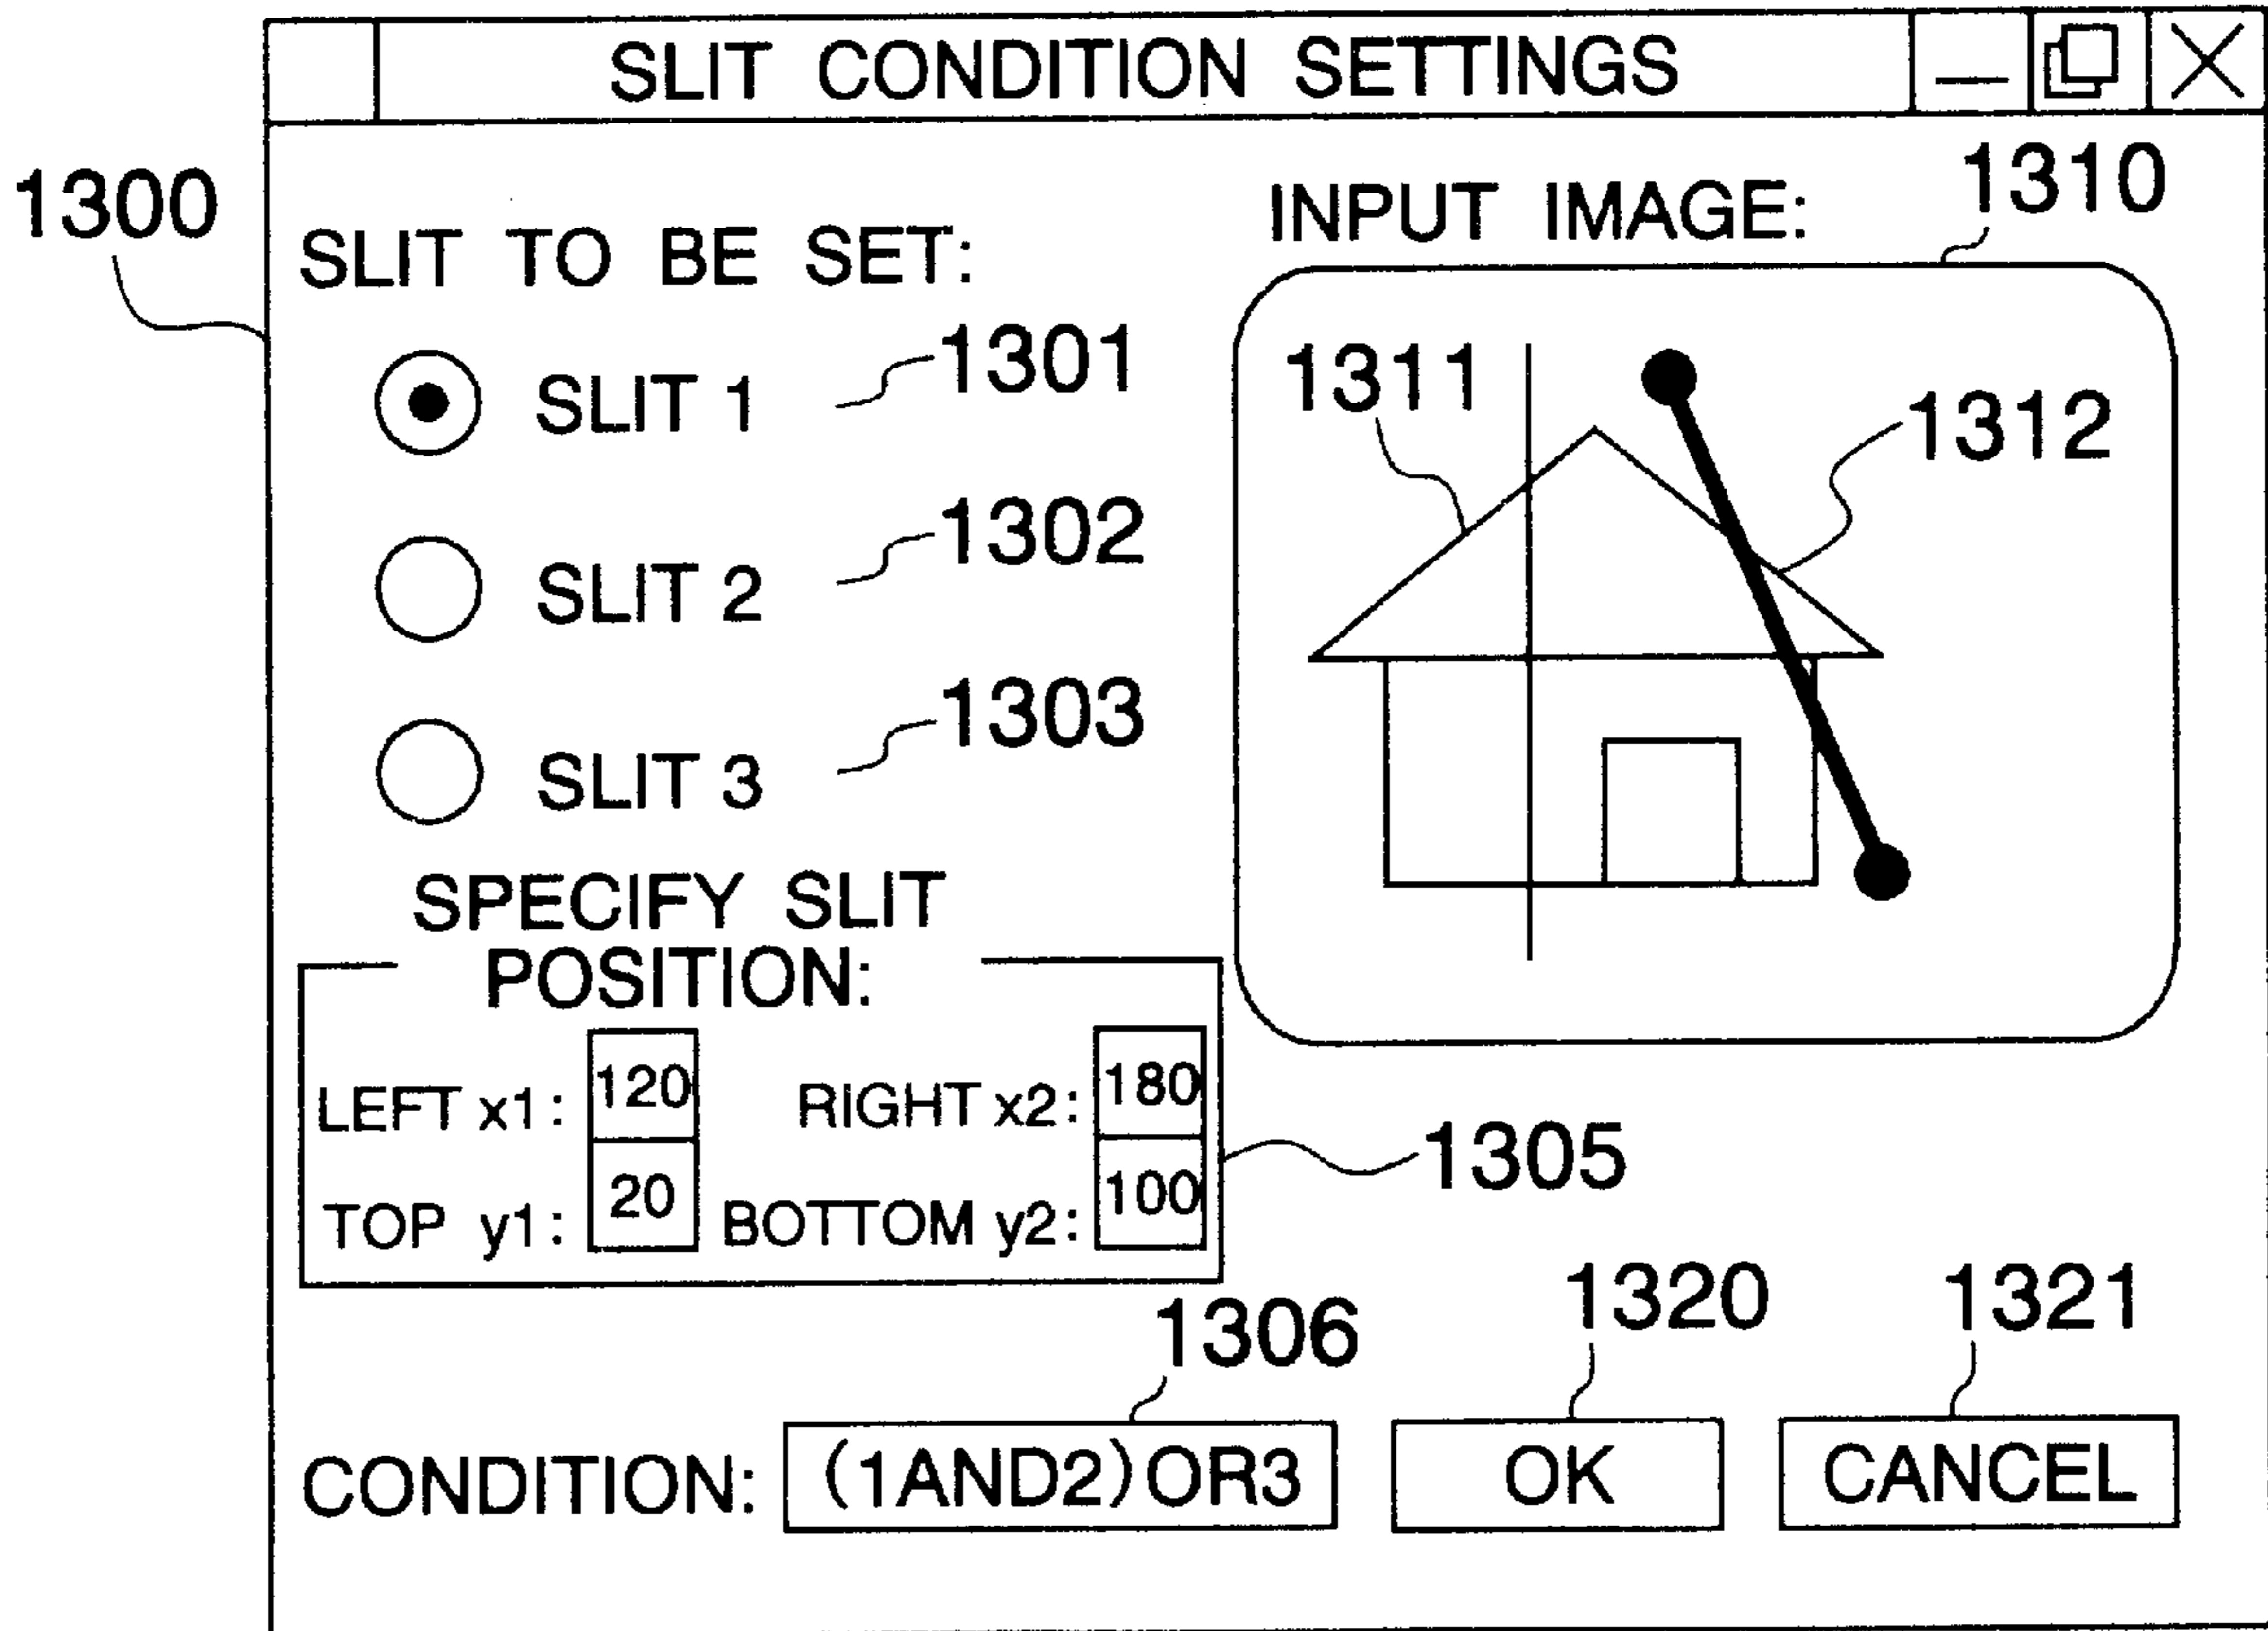 SLIT CONDITION SETTINGS
1300
SLIT TO BE SET:
SLIT 1
1301
SLIT 2
1302
SLIT 3
1303
INPUT IMAGE:
1310
1311
1312
SPECIFY SLIT
POSITION:
LEFT x1: 120 RIGHT x2: 180
TOP y1: 20 BOTTOM y2: 100
1305
1306
1320
1321
CONDITION: (1AND2)OR3 OK CANCEL